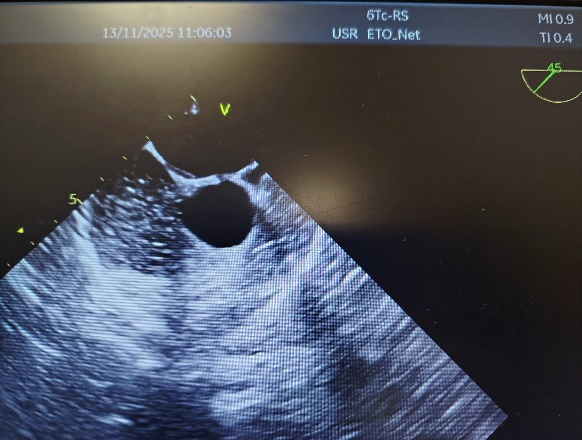 6Tc-RS
MI 0.9
13/11/2025 11:06:03
USR ETO_Net
TI 0.4
45
V
5